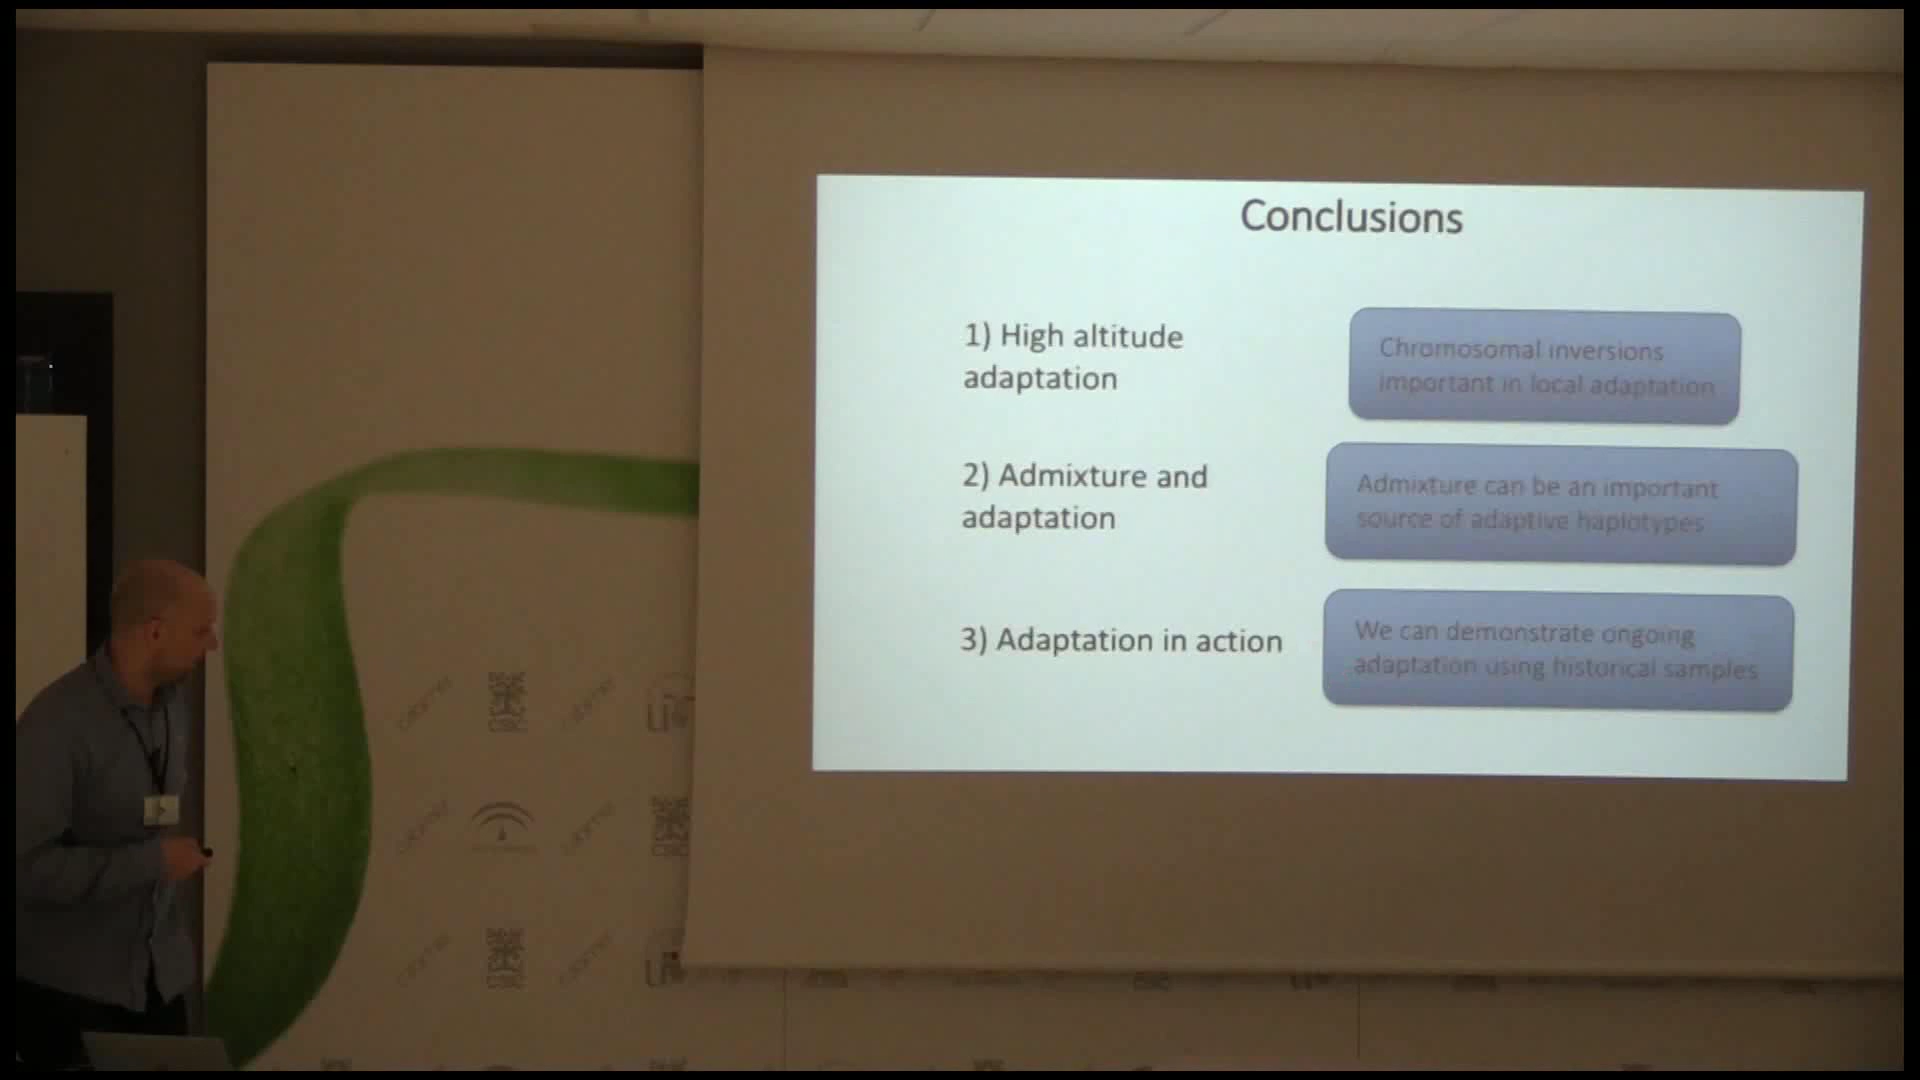 Conclusions
1) High altitude
adaptation
Chromosomal inversions
important in local adaptation
2) Admixture and
adaptation
Admixture can be an important
source of adaptive haplotypes
3) Adaptation in action
We can demonstrate ongoing
adaptation using historical samples